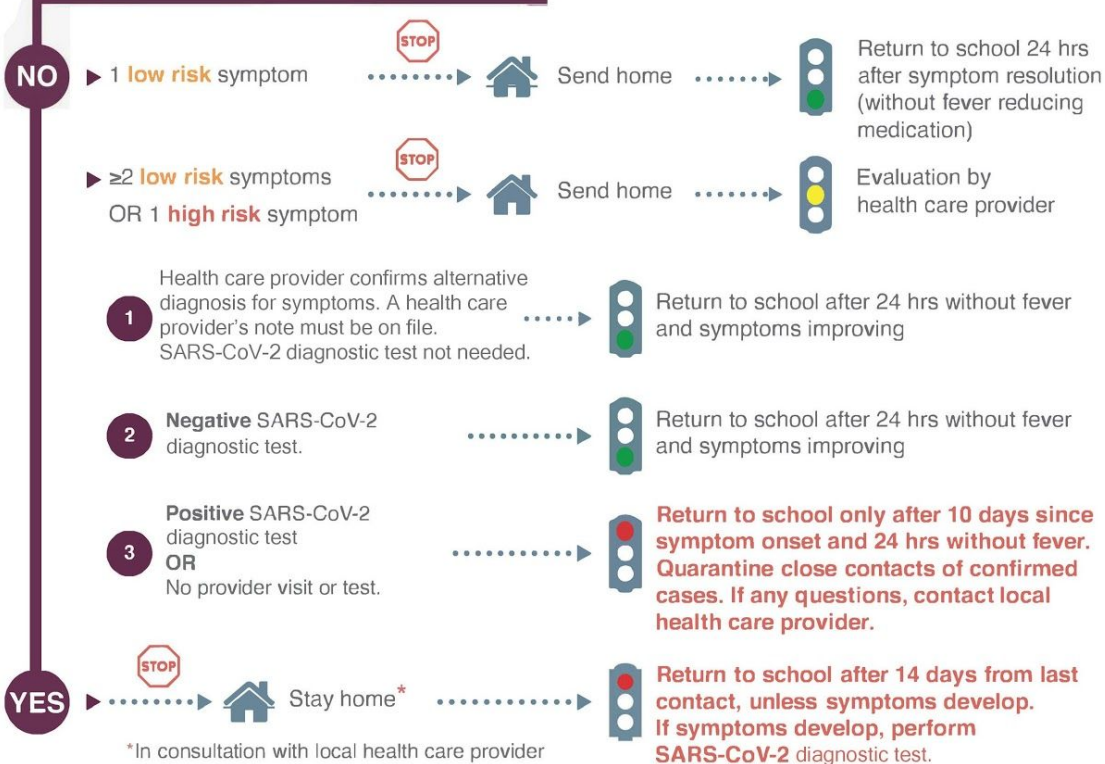 NO
▶ 1 low risk symptom
STOP
Send home
Return to school 24 hrs
after symptom resolution
(without fever reducing
medication)
▶ ≥2 low risk symptoms
OR 1 high risk symptom
STOP
Send home
Evaluation by
health care provider
1
Health care provider confirms alternative
diagnosis for symptoms. A health care
provider's note must be on file.
SARS-CoV-2 diagnostic test not needed.
Return to school after 24 hrs without fever
and symptoms improving
2
Negative SARS-CoV-2
diagnostic test.
Return to school after 24 hrs without fever
and symptoms improving
3
Positive SARS-CoV-2
diagnostic test
OR
No provider visit or test.
Return to school only after 10 days since
symptom onset and 24 hrs without fever.
Quarantine close contacts of confirmed
cases. If any questions, contact local
health care provider.
YES
STOP
Stay home*
Return to school after 14 days from last
contact, unless symptoms develop.
If symptoms develop, perform
SARS-CoV-2 diagnostic test.
*In consultation with local health care provider